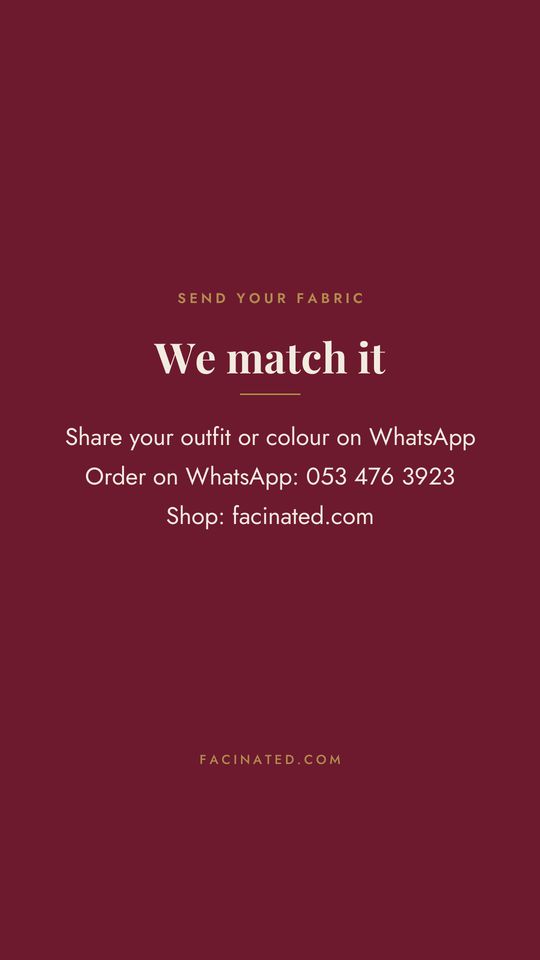 SEND YOUR FABRIC
We match it
Share your outfit or colour on WhatsApp
Order on WhatsApp: 053 476 3923
Shop: facinated.com
FACINATED.COM